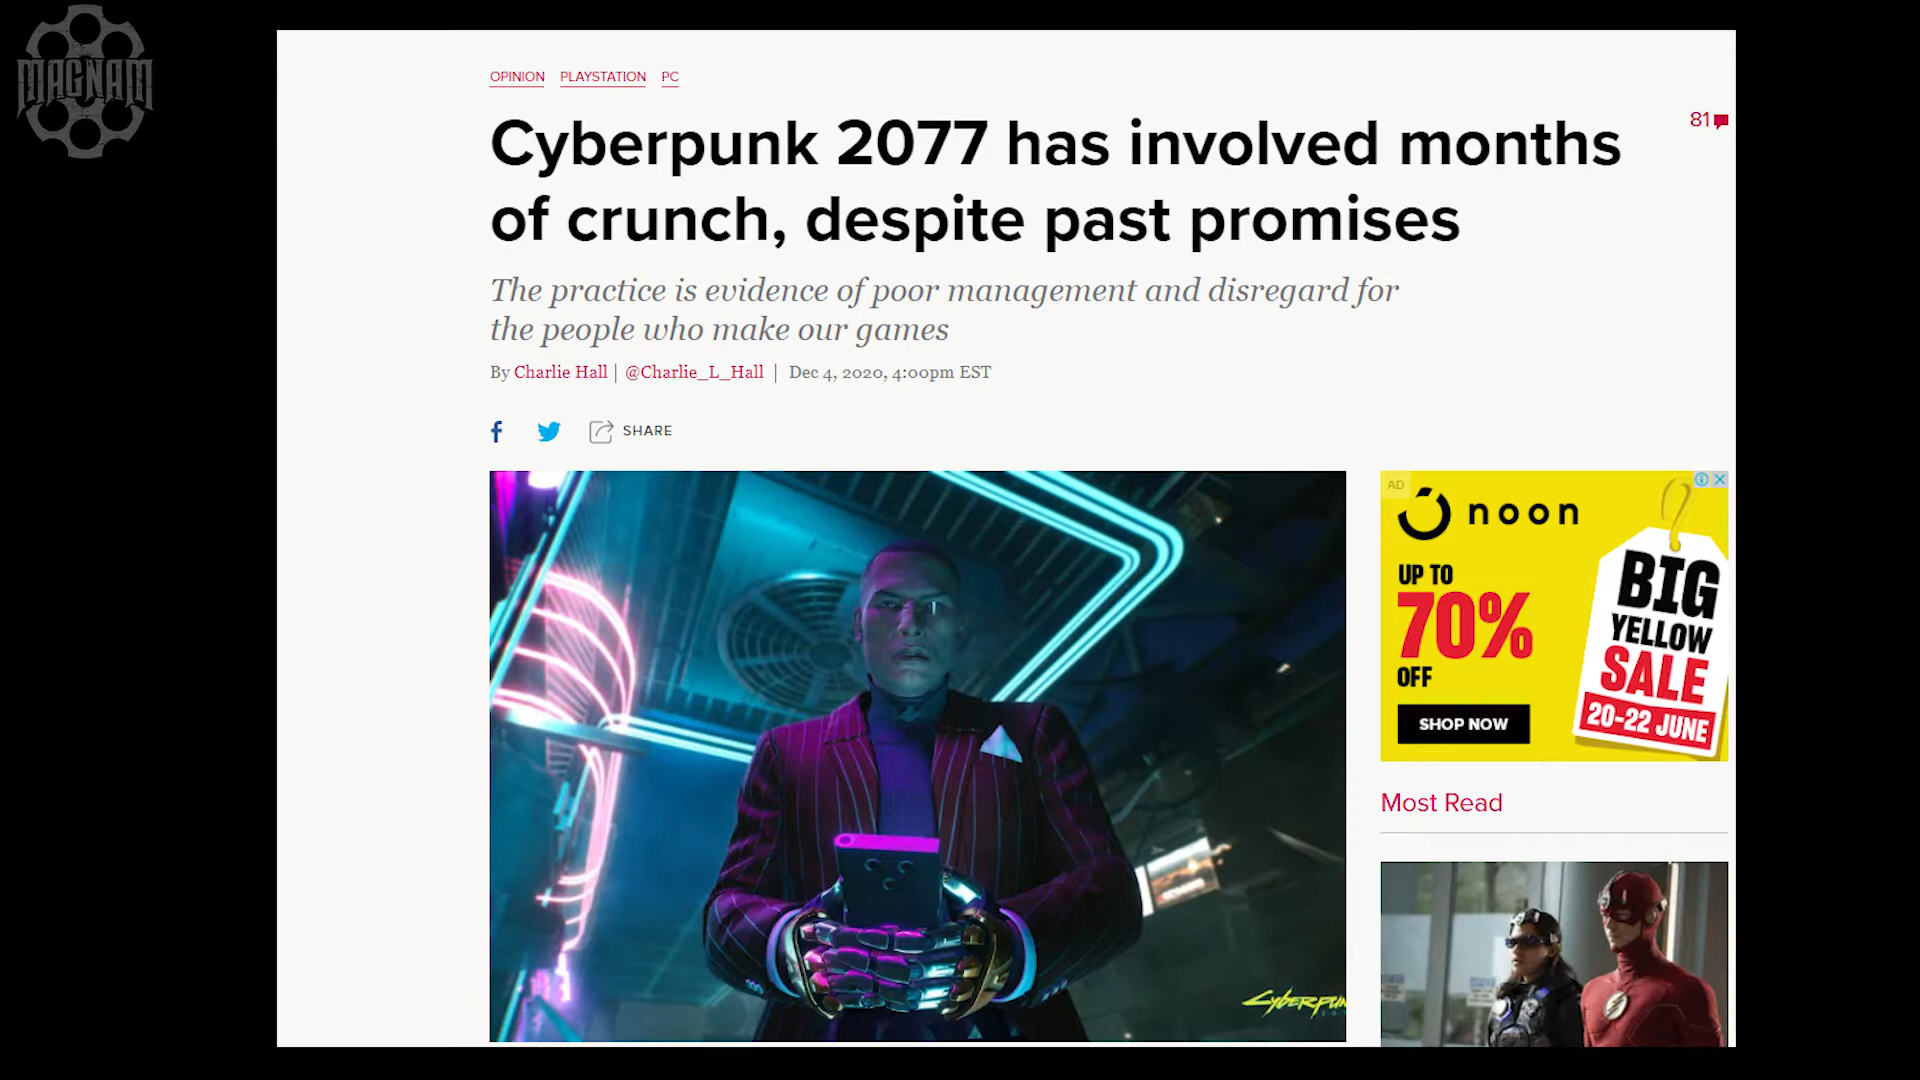 MAGNAM
OPINION PLAYSTATION PC
Cyberpunk 2077 has involved months
of crunch, despite past promises
81
The practice is evidence of poor management and disregard for
the people who make our games
By Charlie Hall | @Charlie_L_Hall | Dec 4, 2020, 4:00pm EST
SHARE
AD
noon
UP TO
70%
OFF
SHOP NOW
BIG
YELLOW
SALE
20-22 JUNE
Most Read